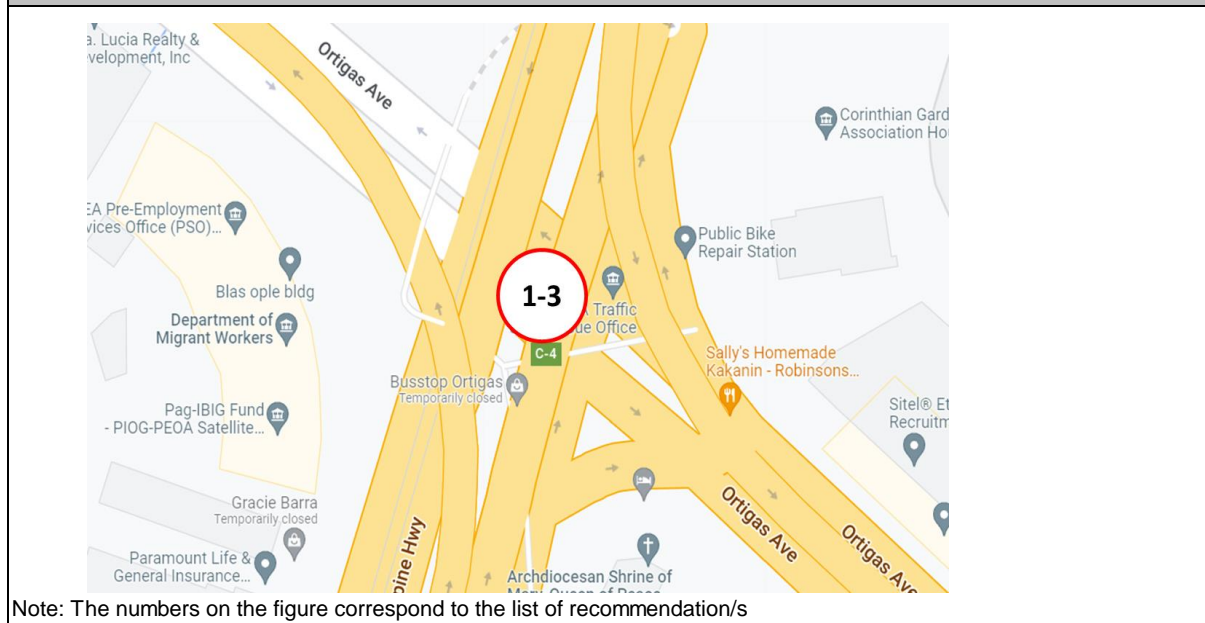 a. Lucia Realty &
velopment, Inc
Ortigas Ave
Corinthian Gard
Association Ho
EA Pre-Employment
vices Office (PSO)...
Public Bike
Repair Station
Blas ople bldg
1-3
Traffic
ue Office
Department of
Migrant Workers
C-4
Sally's Homemade
Kakanin - Robinsons...
Busstop Ortigas
Temporarily closed
Sitel® Et
Recruitm
Pag-IBIG Fund
- PIOG-PEOA Satellite...
Gracie Barra
Temporarily closed
Ortigas Ave
Ortigas Ave
pine Hwy
Paramount Life &
General Insurance...
Archdiocesan Shrine of
Note: The numbers on the figure correspond to the list of recommendation/s